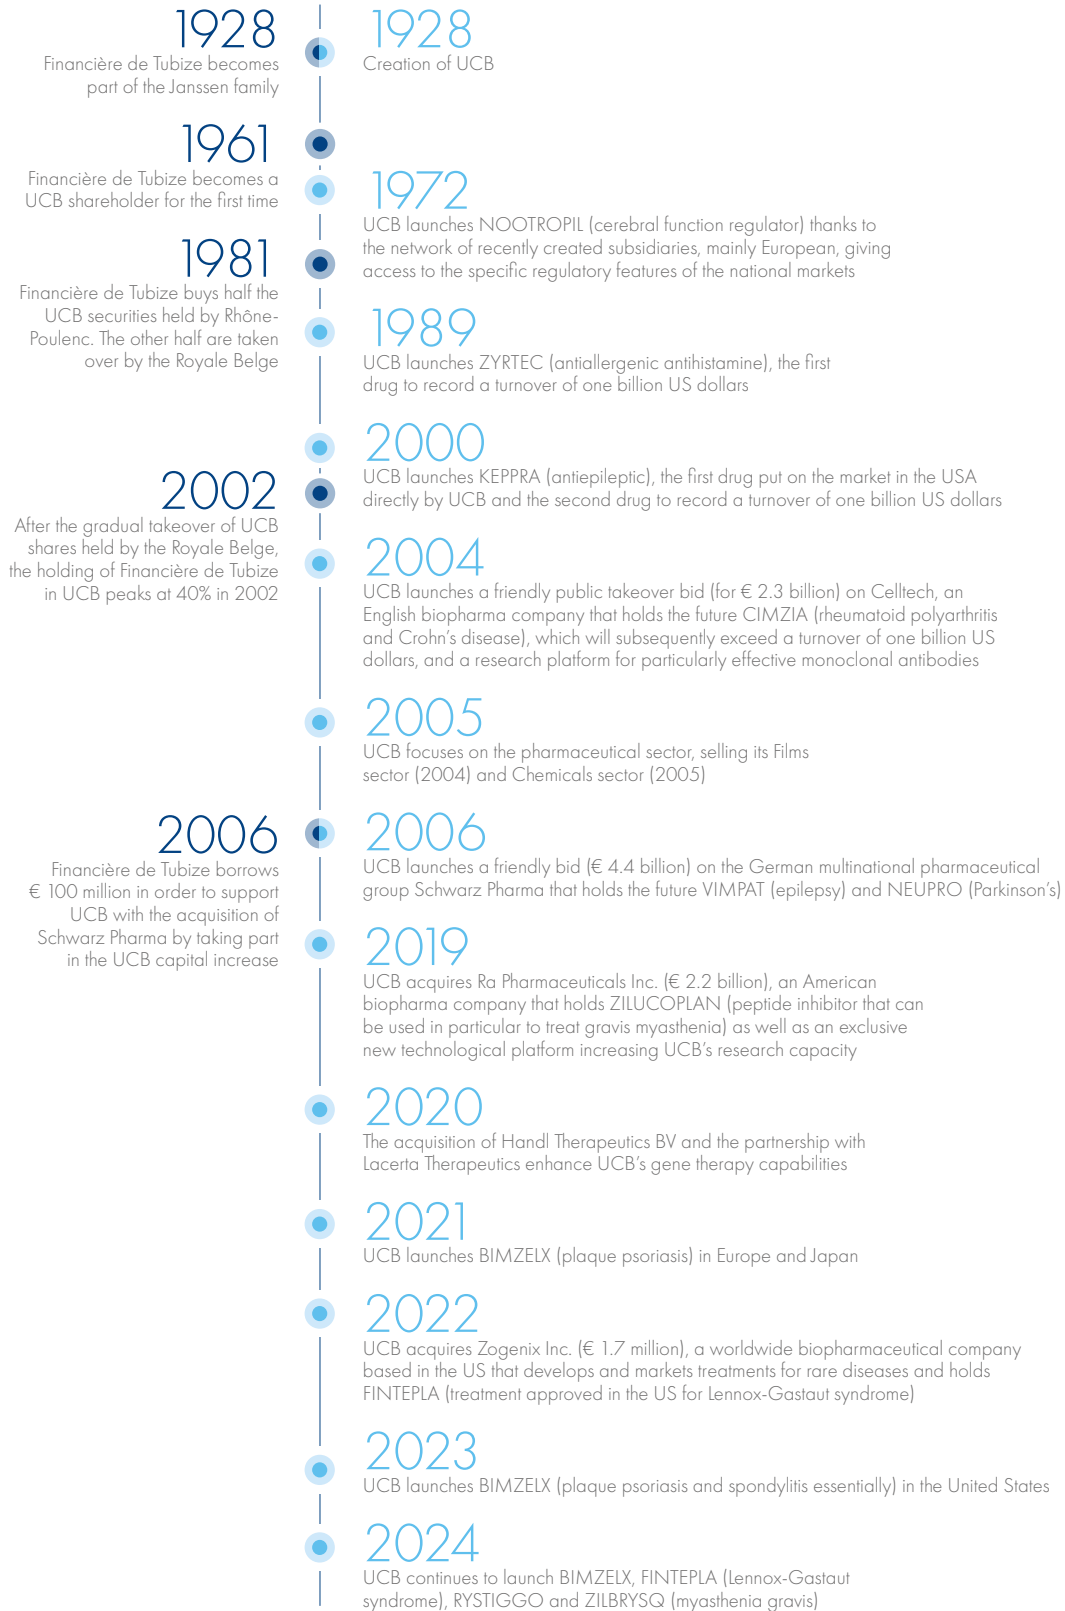 1928
Financière de Tubize becomes
part of the Janssen family
1928
Creation of UCB
1961
Financière de Tubize becomes a
UCB shareholder for the first time
1972
UCB launches NOOTROPIL (cerebral function regulator) thanks to
the network of recently created subsidiaries, mainly European, giving
access to the specific regulatory features of the national markets
1981
Financière de Tubize buys half the
UCB securities held by Rhône-
Poulenc. The other half are taken
over by the Royale Belge
1989
UCB launches ZYRTEC (antiallergenic antihistamine), the first
drug to record a turnover of one billion US dollars
2000
UCB launches KEPPRA (antiepileptic), the first drug put on the market in the USA
directly by UCB and the second drug to record a turnover of one billion US dollars
2002
After the gradual takeover of UCB
shares held by the Royale Belge,
the holding of Financière de Tubize
in UCB peaks at 40% in 2002
2004
UCB launches a friendly public takeover bid (for € 2.3 billion) on Celltech, an
English biopharma company that holds the future CIMZIA (rheumatoid polyarthritis
and Crohn's disease), which will subsequently exceed a turnover of one billion US
dollars, and a research platform for particularly effective monoclonal antibodies
2005
UCB focuses on the pharmaceutical sector, selling its Films
sector (2004) and Chemicals sector (2005)
2006
Financière de Tubize borrows
€ 100 million in order to support
UCB with the acquisition of
Schwarz Pharma by taking part
in the UCB capital increase
2006
UCB launches a friendly bid (€ 4.4 billion) on the German multinational pharmaceutical
group Schwarz Pharma that holds the future VIMPAT (epilepsy) and NEUPRO (Parkinson's)
2019
UCB acquires Ra Pharmaceuticals Inc. (€ 2.2 billion), an American
biopharma company that holds ZILUCOPLAN (peptide inhibitor that can
be used in particular to treat gravis myasthenia) as well as an exclusive
new technological platform increasing UCB's research capacity
2020
The acquisition of Handl Therapeutics BV and the partnership with
Lacerta Therapeutics enhance UCB's gene therapy capabilities
2021
UCB launches BIMZELX (plaque psoriasis) in Europe and Japan
2022
UCB acquires Zogenix Inc. (€ 1.7 million), a worldwide biopharmaceutical company
based in the US that develops and markets treatments for rare diseases and holds
FINTEPLA (treatment approved in the US for Lennox-Gastaut syndrome)
2023
UCB launches BIMZELX (plaque psoriasis and spondylitis essentially) in the United States
2024
UCB continues to launch BIMZELX, FINTEPLA (Lennox-Gastaut
syndrome), RYSTIGGO and ZILBRYSQ (myasthenia gravis)